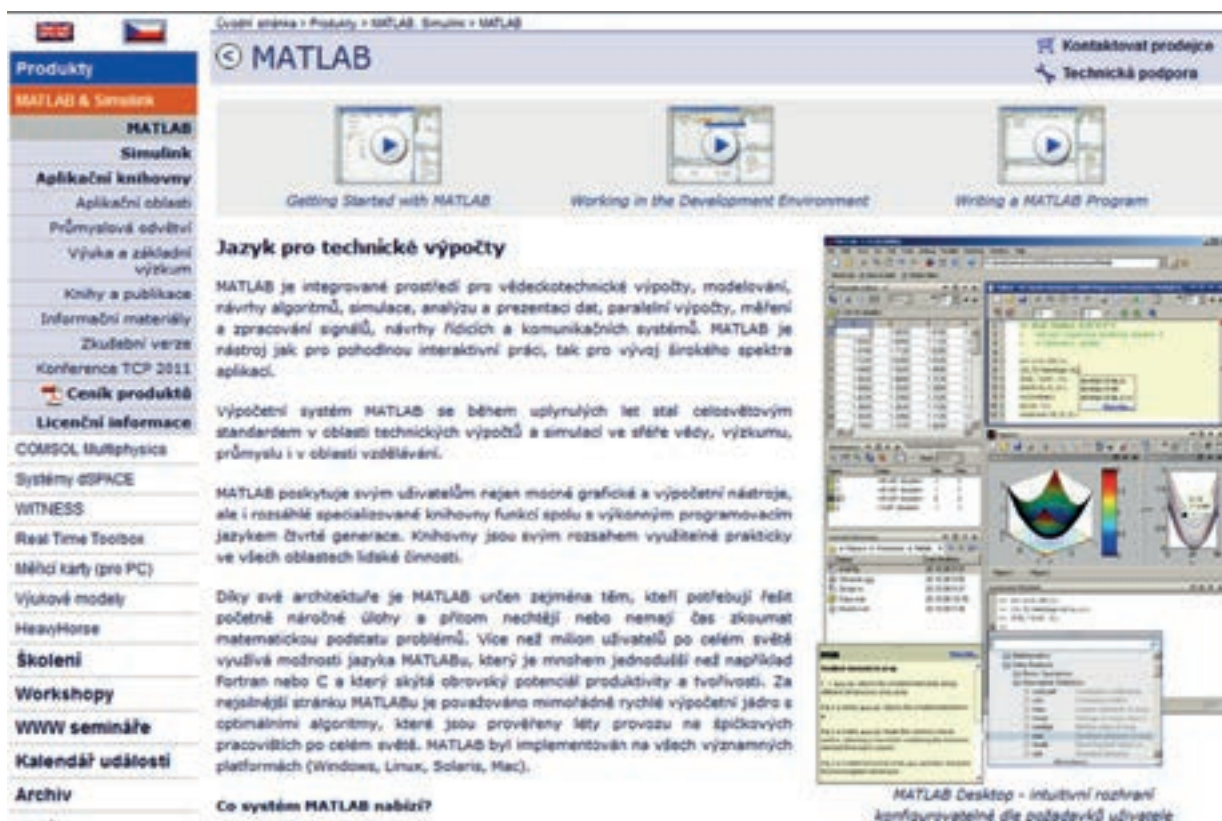 Úvodní stránka > Produkty > MATLAB, Simulink > MATLAB
MATLAB
Kontaktovat prodejce
Technická podpora
Produkty
MATLAB & Simulink
MATLAB
Simulink
Aplikační knihovny
Aplikační oblasti
Průmyslová odvětví
Výuka a základní
výzkum
Knihy a publikace
Informační materiály
Zkušební verze
Konference TCP 2011
Ceník produktů
Licenční informace
COMSOL Multiphysics
Systémy dSPACE
WITNESS
Real Time Toolbox
Měřicí karty (pro PC)
Výukové modely
HeavyHorse
Školení
Workshopy
WWW semináře
Kalendář událostí
Archiv
Getting Started with MATLAB
Working in the Development Environment
Writing a MATLAB Program
Jazyk pro technické výpočty
MATLAB je integrované prostředí pro vědeckotechnické výpočty, modelování,
návrhy algoritmů, simulace, analýzu a prezentaci dat, paralelní výpočty, měření
a zpracování signálů, návrhy řídicích a komunikačních systémů. MATLAB je
nástroj jak pro pohodlnou interaktivní práci, tak pro vývoj širokého spektra
aplikací.
Výpočetní systém MATLAB se během uplynulých let stal celosvětovým
standardem v oblasti technických výpočtů a simulací ve sféře vědy, výzkumu,
průmyslu i v oblasti vzdělávání.
MATLAB poskytuje svým uživatelům nejen mocné grafické a výpočetní nástroje,
ale i rozsáhlé specializované knihovny funkcí spolu s výkonným programovacím
jazykem čtvrté generace. Knihovny jsou svým rozsahem využitelné prakticky
ve všech oblastech lidské činnosti.
Díky své architektuře je MATLAB určen zejména těm, kteří potřebují řešit
početně náročné úlohy a přitom nechtějí nebo nemají čas zkoumat
matematickou podstatu problémů. Více než milion uživatelů po celém světě
využívá možnosti jazyka MATLABu, který je mnohem jednodušší než například
Fortran nebo C a který skýtá obrovský potenciál produktivity a tvořivosti. Za
nejsilnější stránku MATLABu je považováno mimořádně rychlé výpočetní jádro s
optimálními algoritmy, které jsou prověřeny léty provozu na špičkových
pracovištích po celém světě. MATLAB byl implementován na všech významných
platformách (Windows, Linux, Solaris, Mac).
Co systém MATLAB nabízí?
MATLAB Desktop - intuitivní rozhraní
konfigurovatelné dle požadavků uživatele